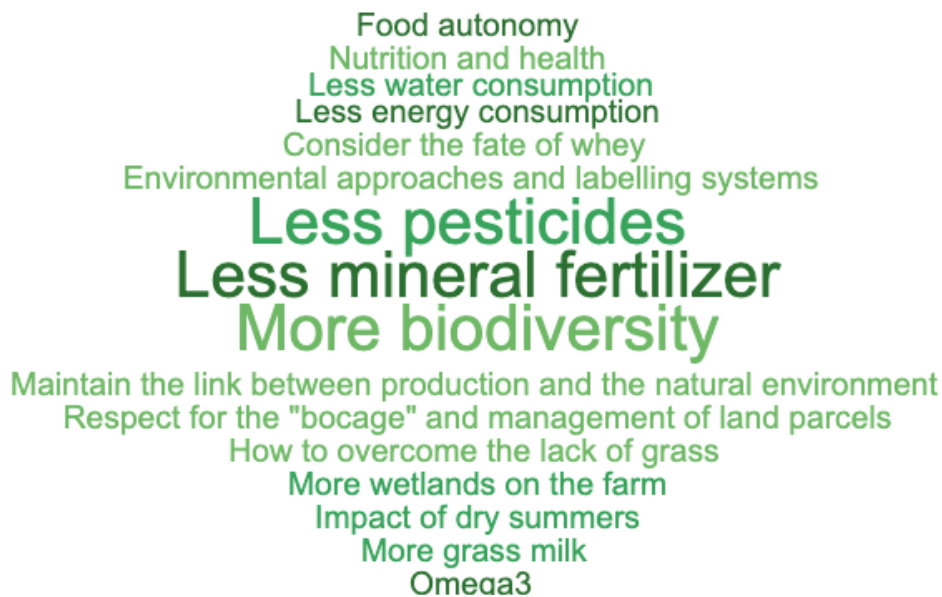 Food autonomy
Nutrition and health
Less water consumption
Less energy consumption
Consider the fate of whey
Environmental approaches and labelling systems
Less pesticides
Less mineral fertilizer
More biodiversity
Maintain the link between production and the natural environment
Respect for the "bocage" and management of land parcels
How to overcome the lack of grass
More wetlands on the farm
Impact of dry summers
More grass milk
Omega3